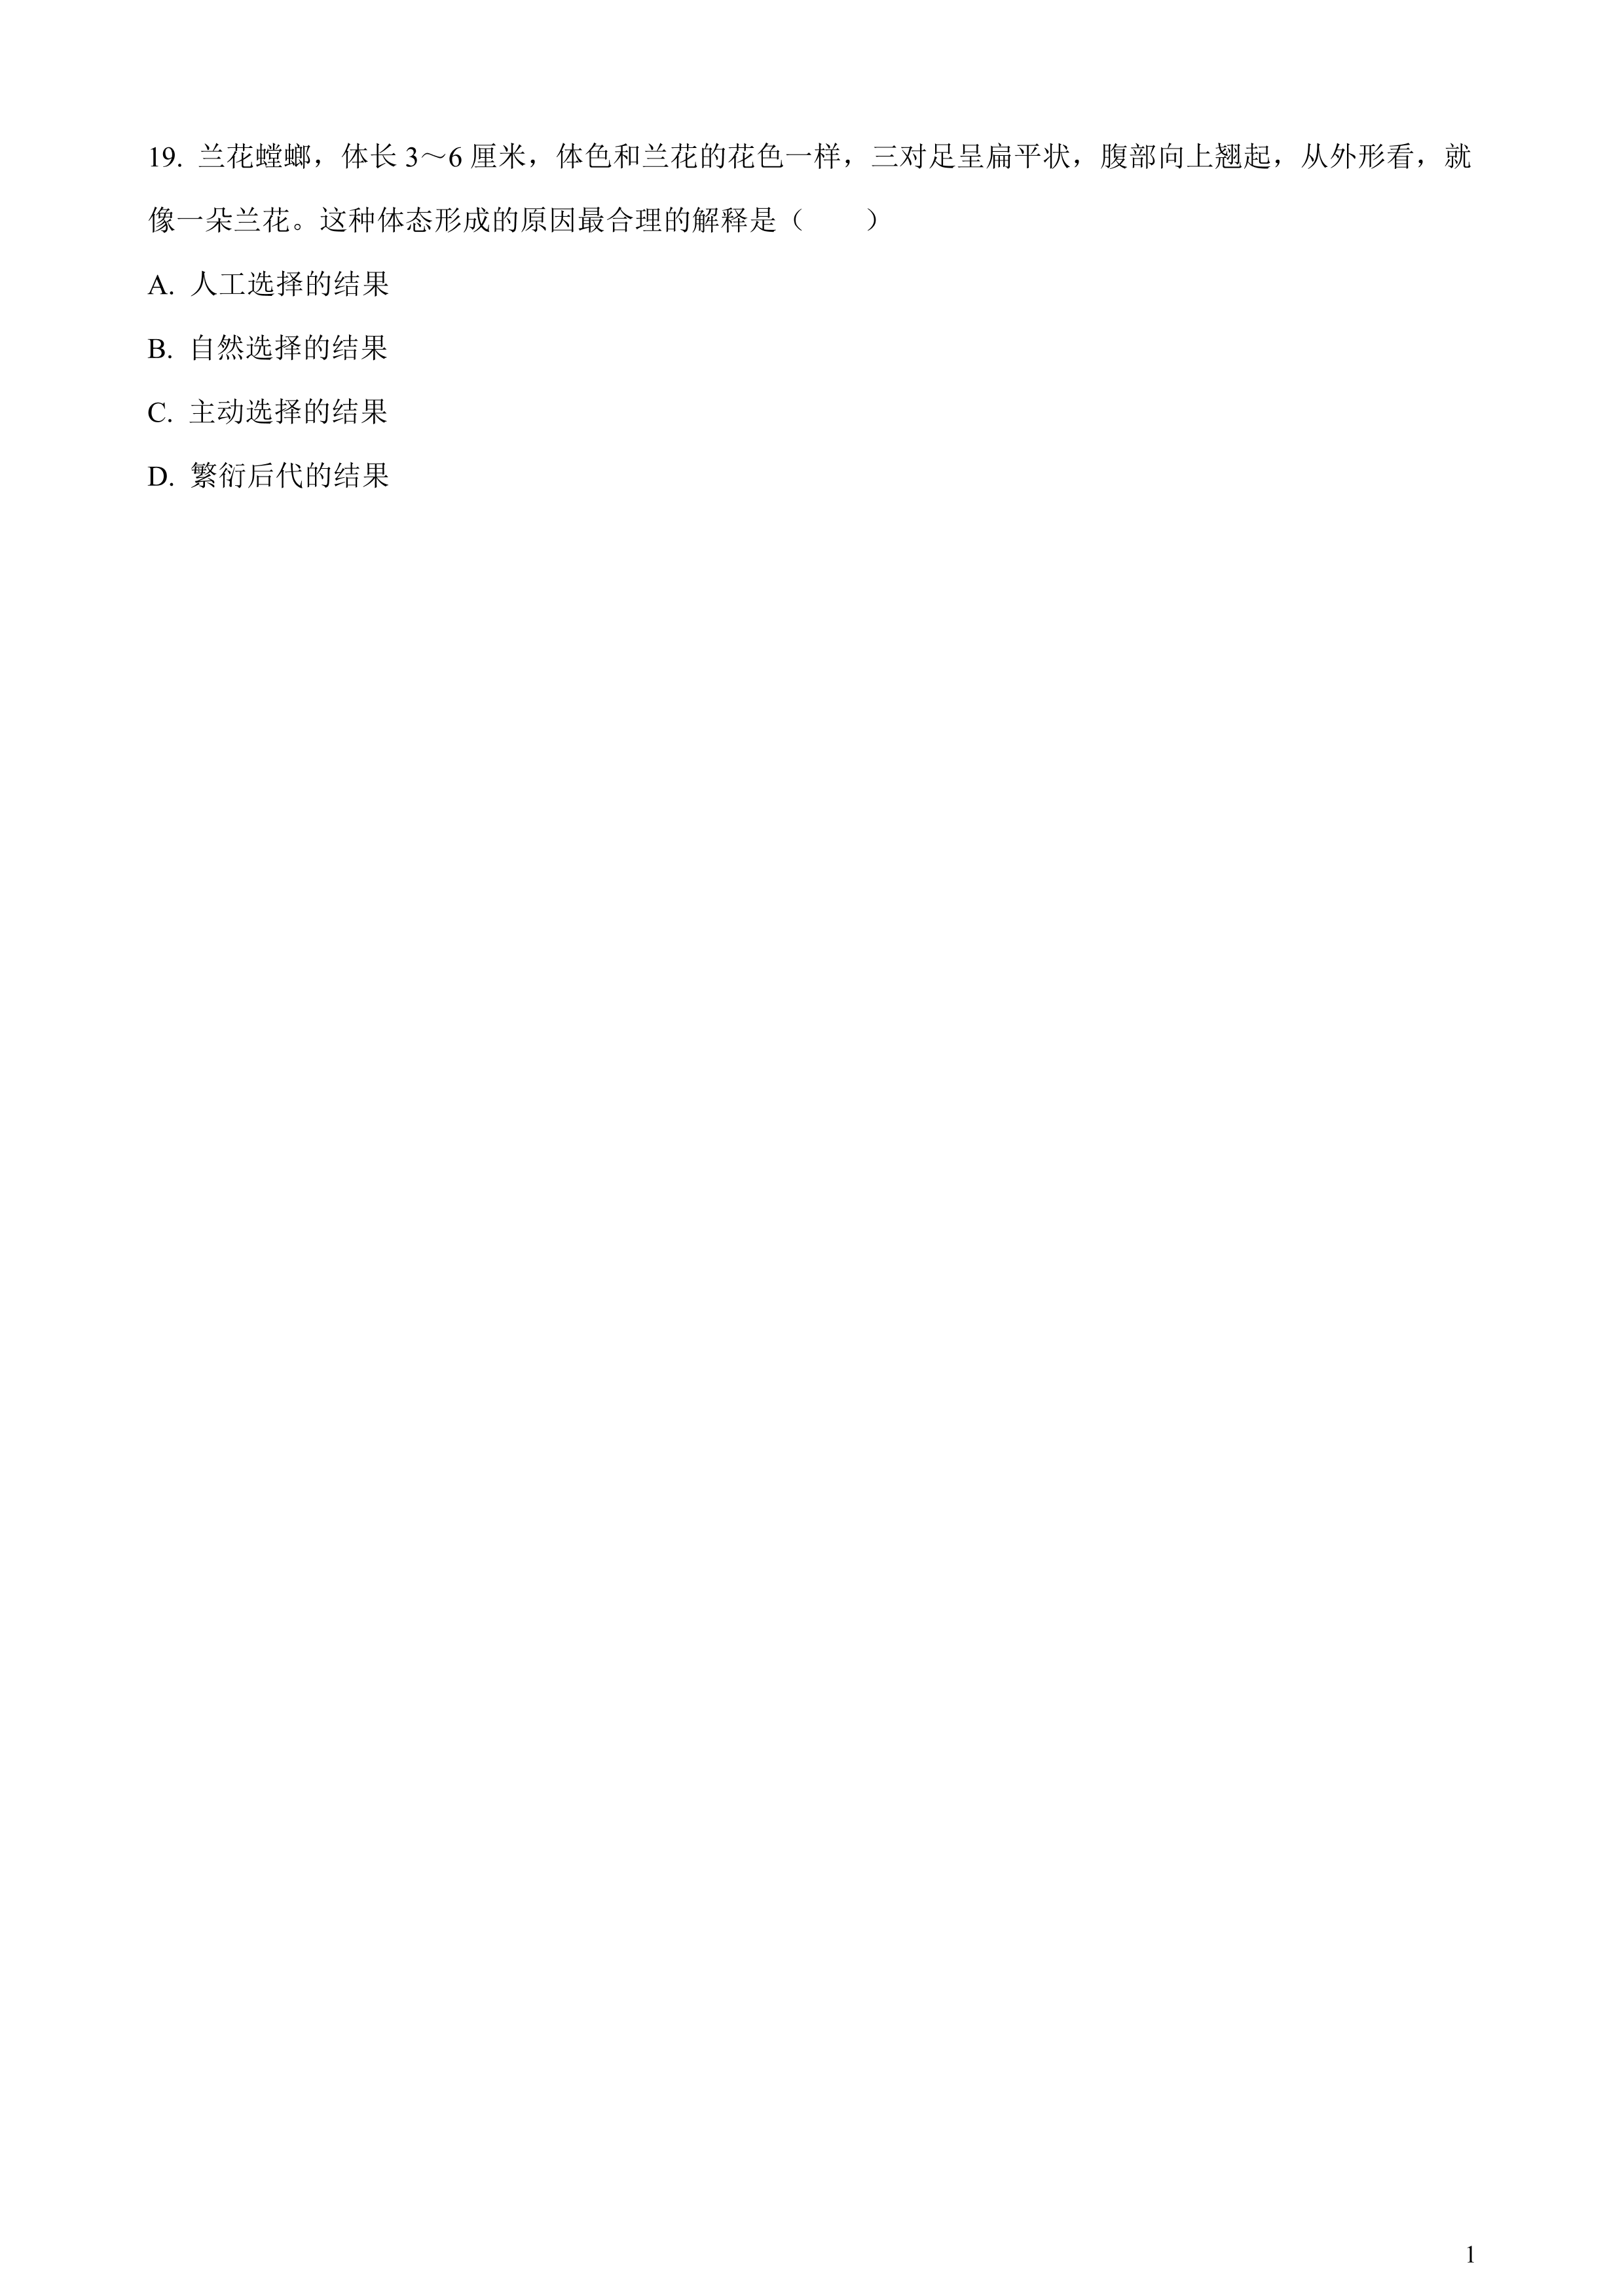 19. 兰花螳螂，体长 3～6 厘米，体色和兰花的花色一样，三对足呈扁平状，腹部向上翘起，从外形看，就
像一朵兰花。这种体态形成的原因最合理的解释是（　　）
A. 人工选择的结果
B. 自然选择的结果
C. 主动选择的结果
D. 繁衍后代的结果
1